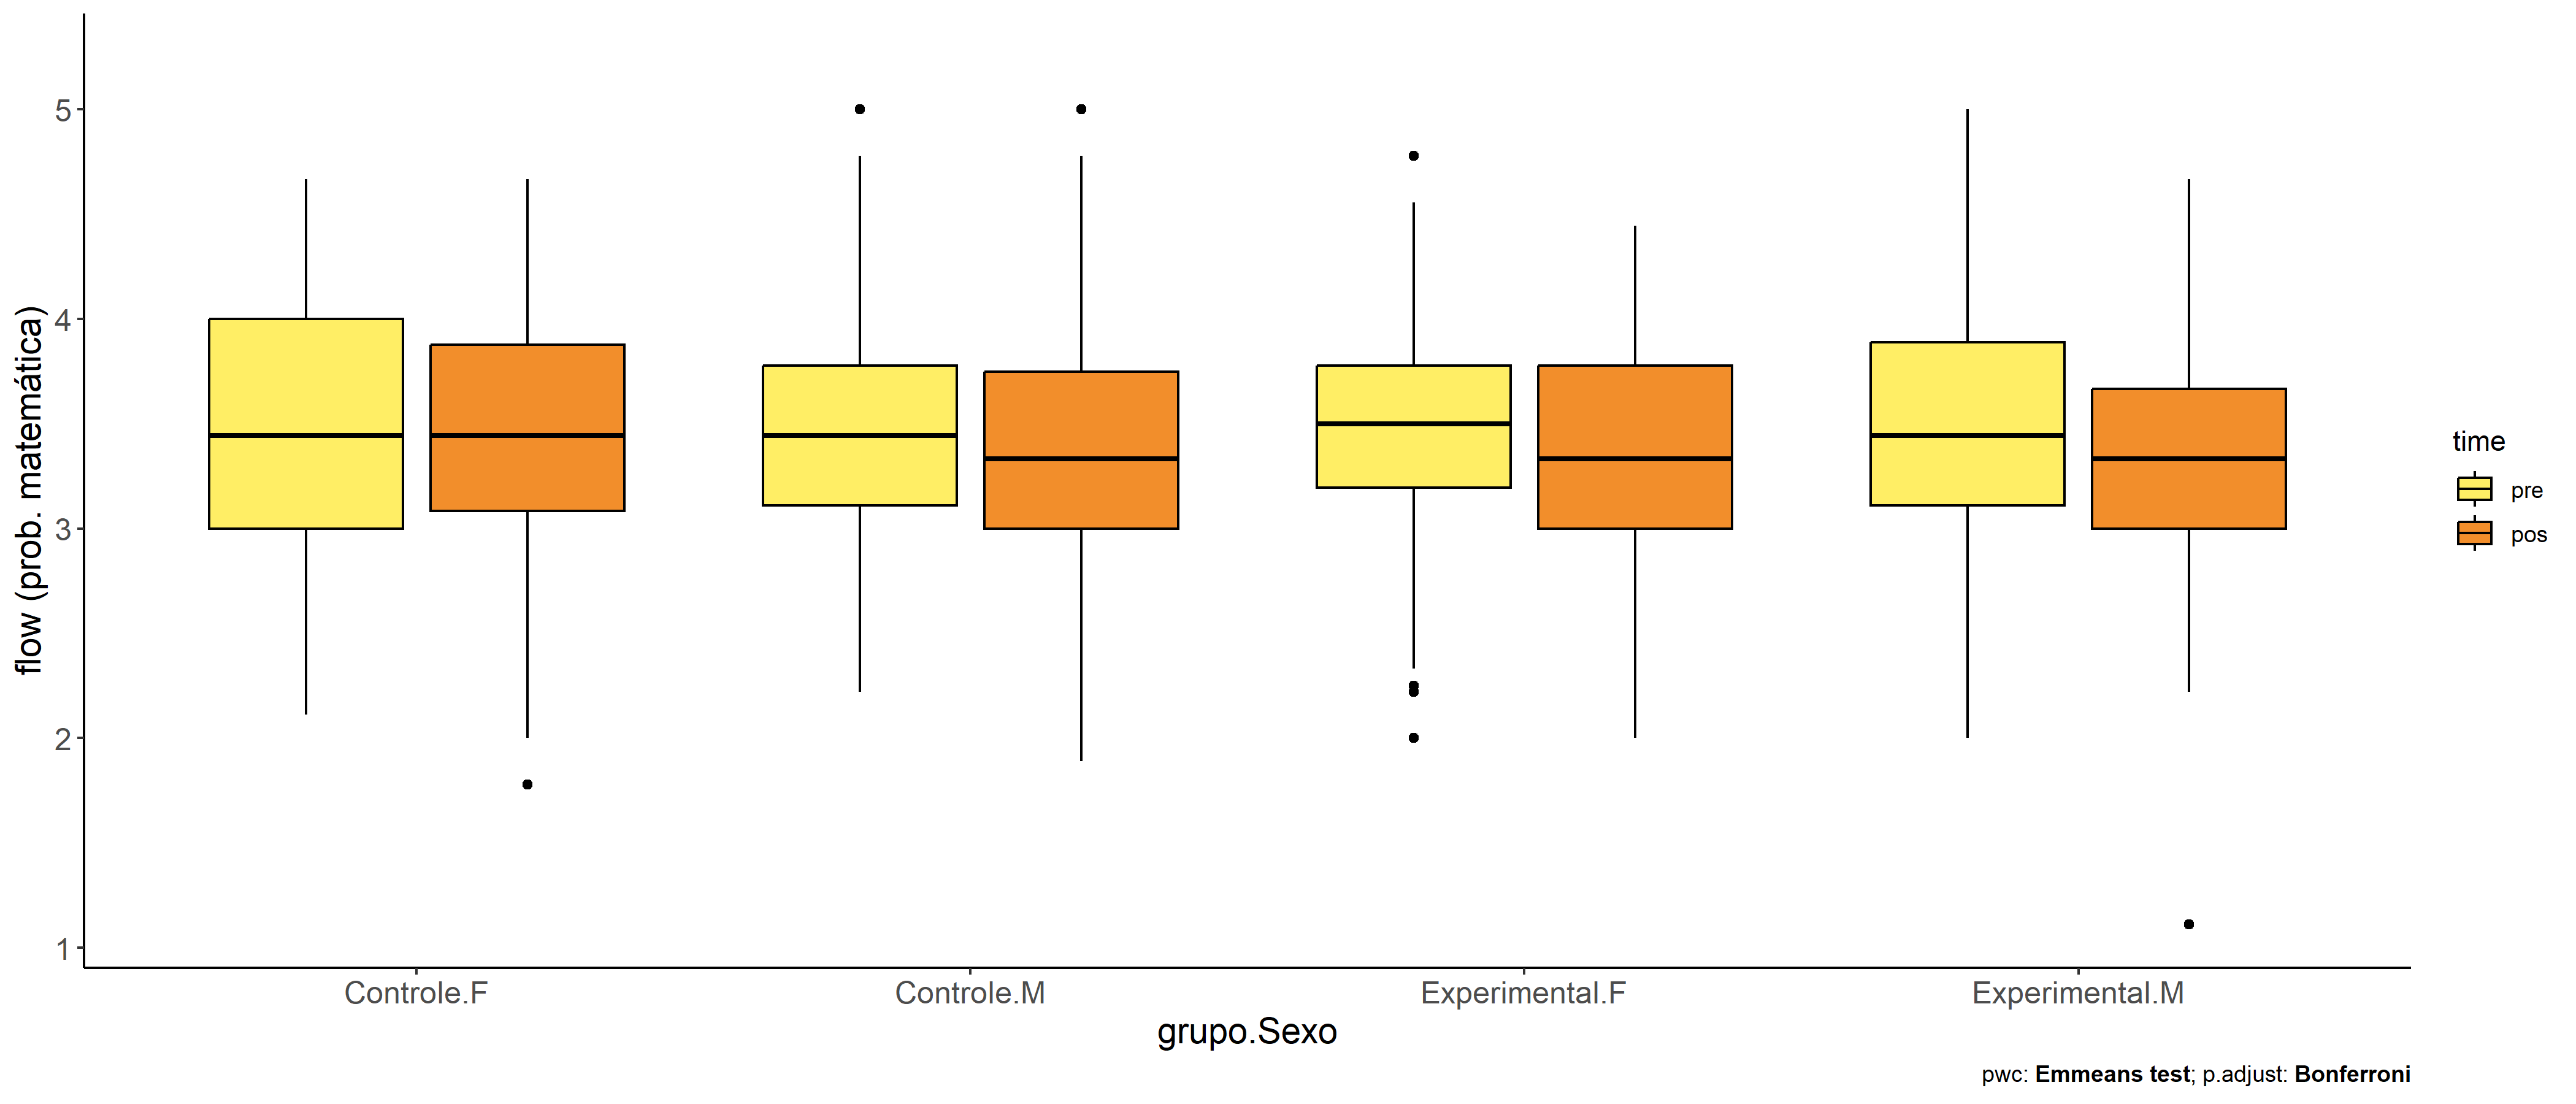 flow (prob. matemática)
5
4
3
2
1
Controle.F
Controle.M
Experimental.F
Experimental.M
grupo.Sexo
time
pre
pos
pwc: Emmeans test; p.adjust: Bonferroni